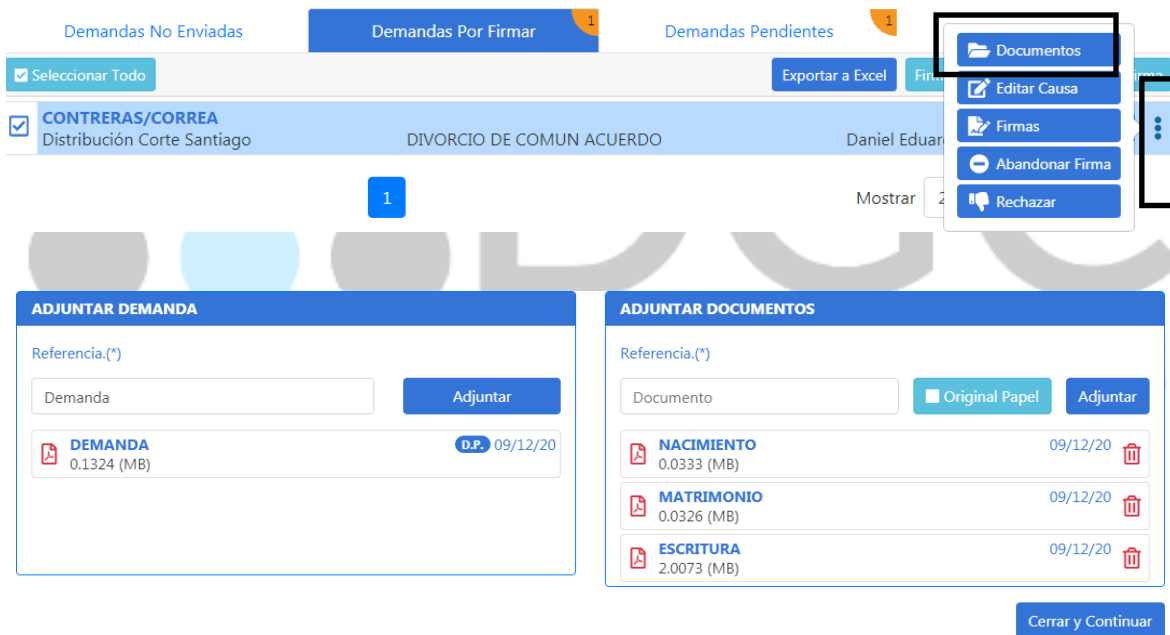 Demandas No Enviadas
Demandas Por Firmar
1
Demandas Pendientes
1
Documentos
Seleccionar Todo
Exportar a Excel
Editar Causa
CONTRERAS/CORREA
Distribución Corte Santiago
DIVORCIO DE COMUN ACUERDO
Daniel
Firmas
Abandonar Firma
1
Mostrar
Rechazar
DGC
ADJUNTAR DEMANDA
Referencia.(*)
Demanda
Adjuntar
DEMANDA
D.P. 09/12/20
0.1324 (MB)
ADJUNTAR DOCUMENTOS
Referencia.(*)
Documento
Original Papel
Adjuntar
NACIMIENTO
09/12/20
0.0333 (MB)
MATRIMONIO
09/12/20
0.0326 (MB)
ESCRITURA
09/12/20
2.0073 (MB)
Cerrar y Continuar